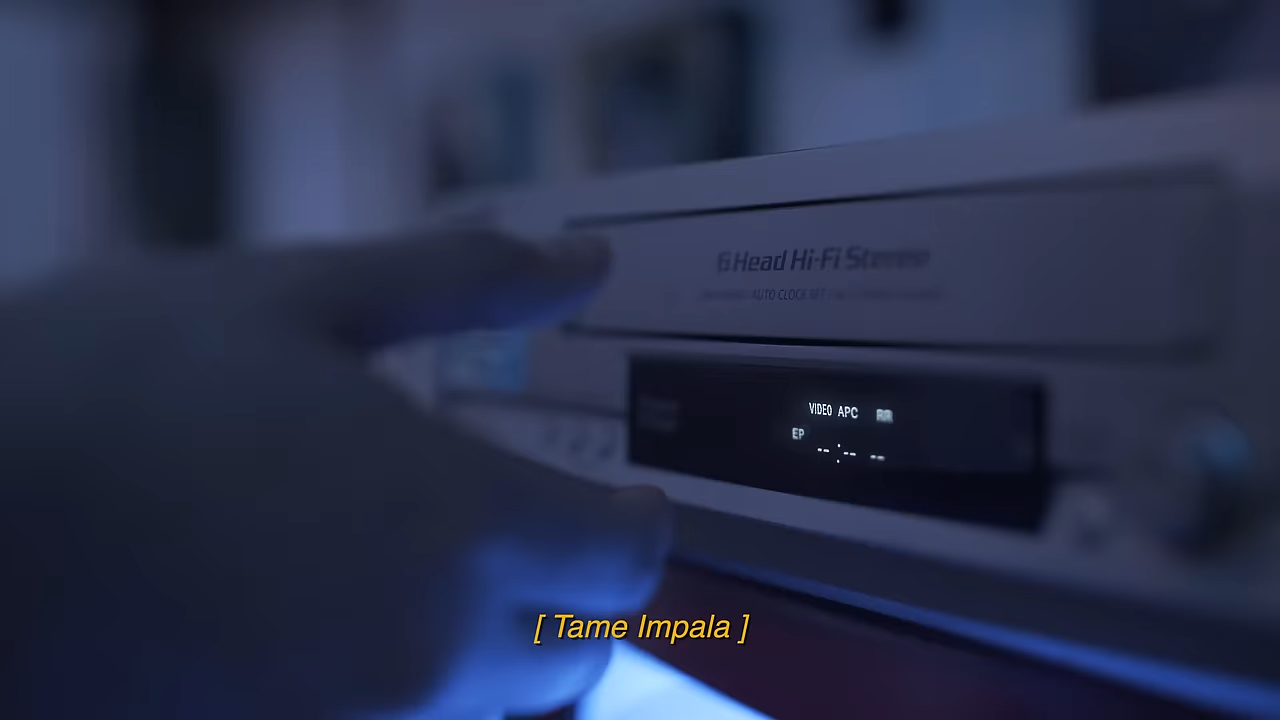 6 Head Hi-Fi Stereo
AUTO CLOCK SET
VIDEO APC
EP
--:-- --
[ Tame Impala ]